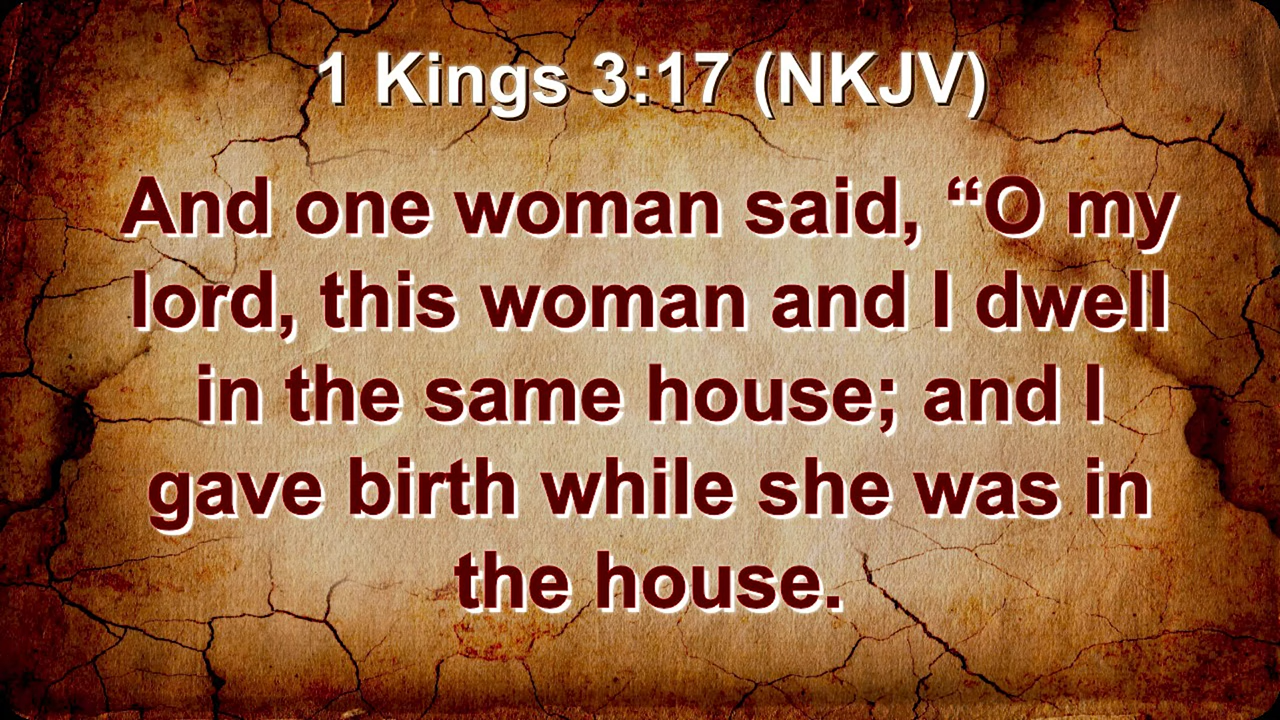 1 Kings 3:17 (NKJV)
And one woman said, “O my
lord, this woman and I dwell
in the same house; and I
gave birth while she was in
the house.